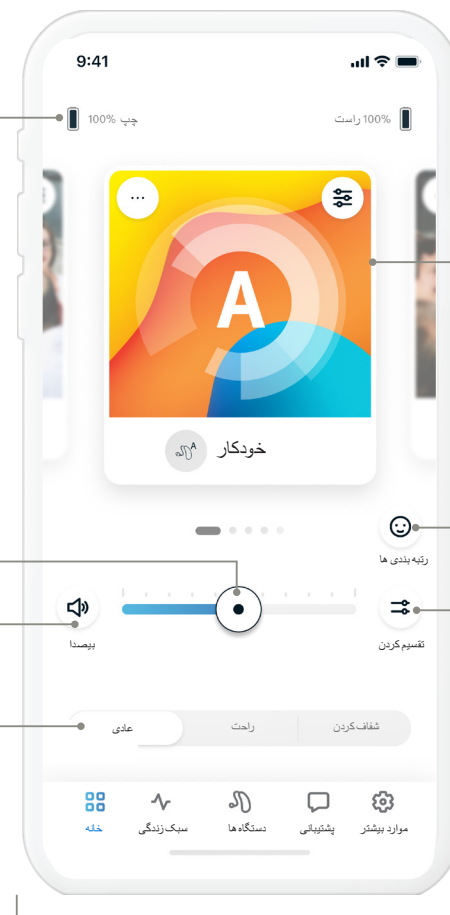 9:41
چپ 100%
100% راست
...
A
خودکار
A
رتبه بندی ها
بیصدا
تقسیم کردن
عادی
راحت
شفاف کردن
خانه
سبک زندگی
دستگاه ها
پشتیبانی
موارد بیشتر